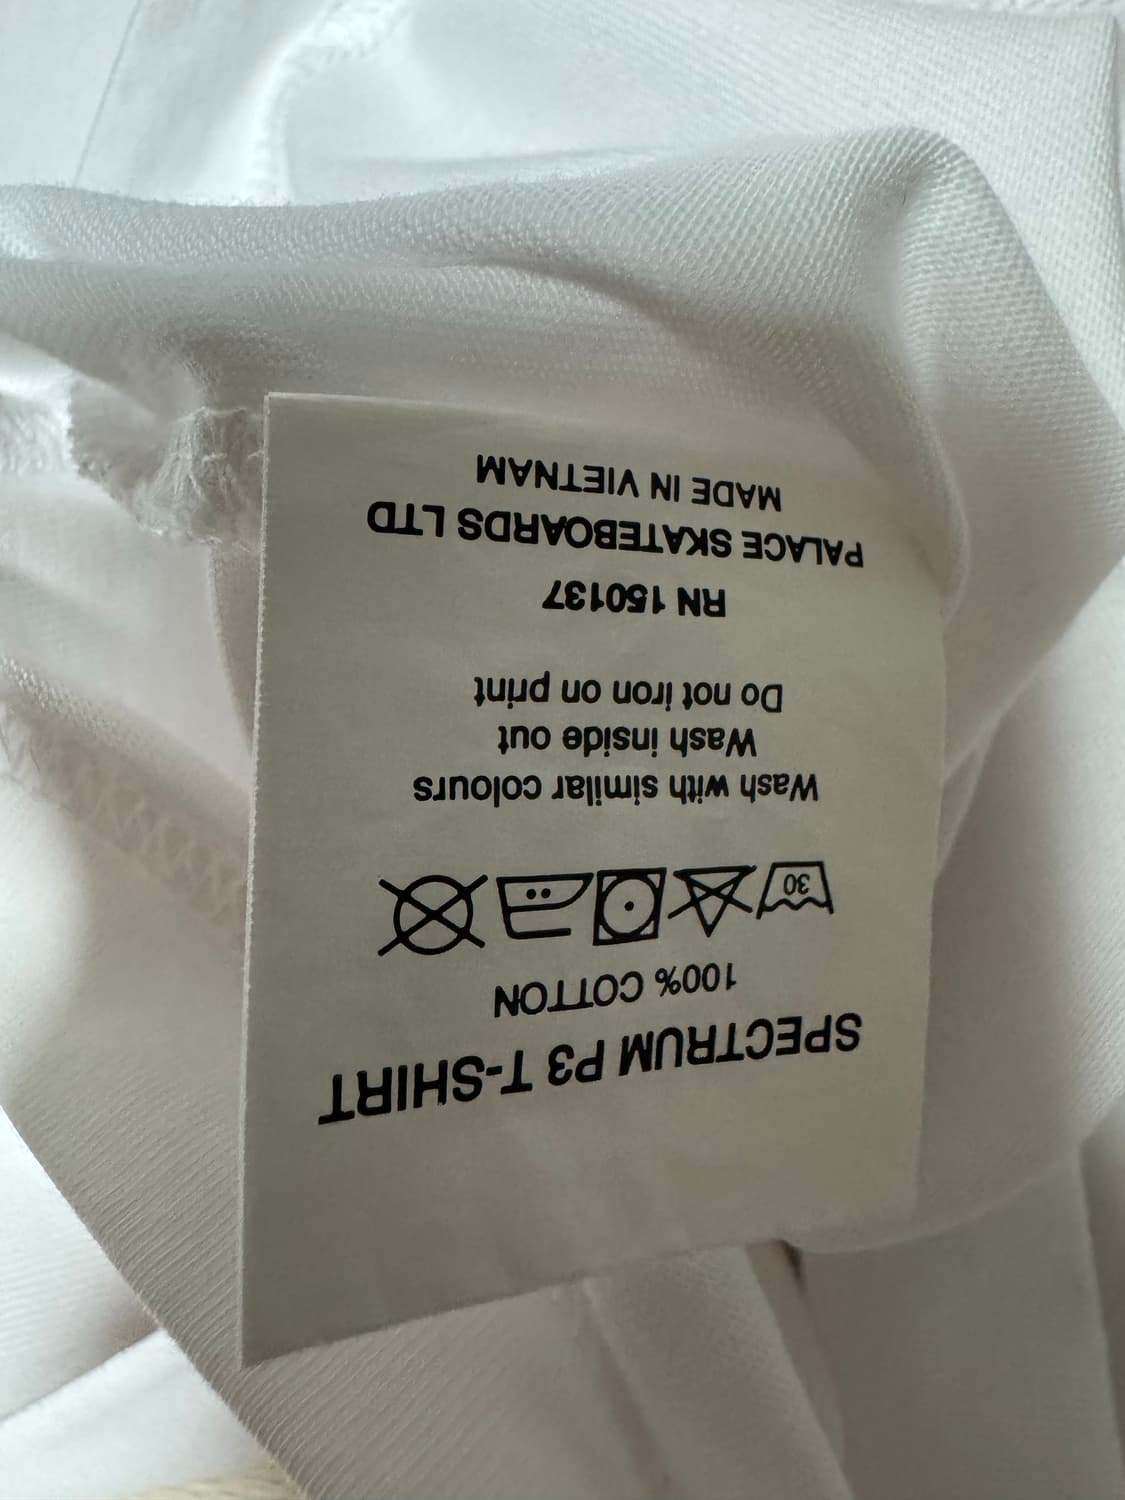 SPECTRUM P3 T-SHIRT
100% COTTON
30
Wash with similar colours
Wash inside out
Do not iron on print
RN 150137
PALACE SKATEBOARDS LTD
MADE IN VIETNAM